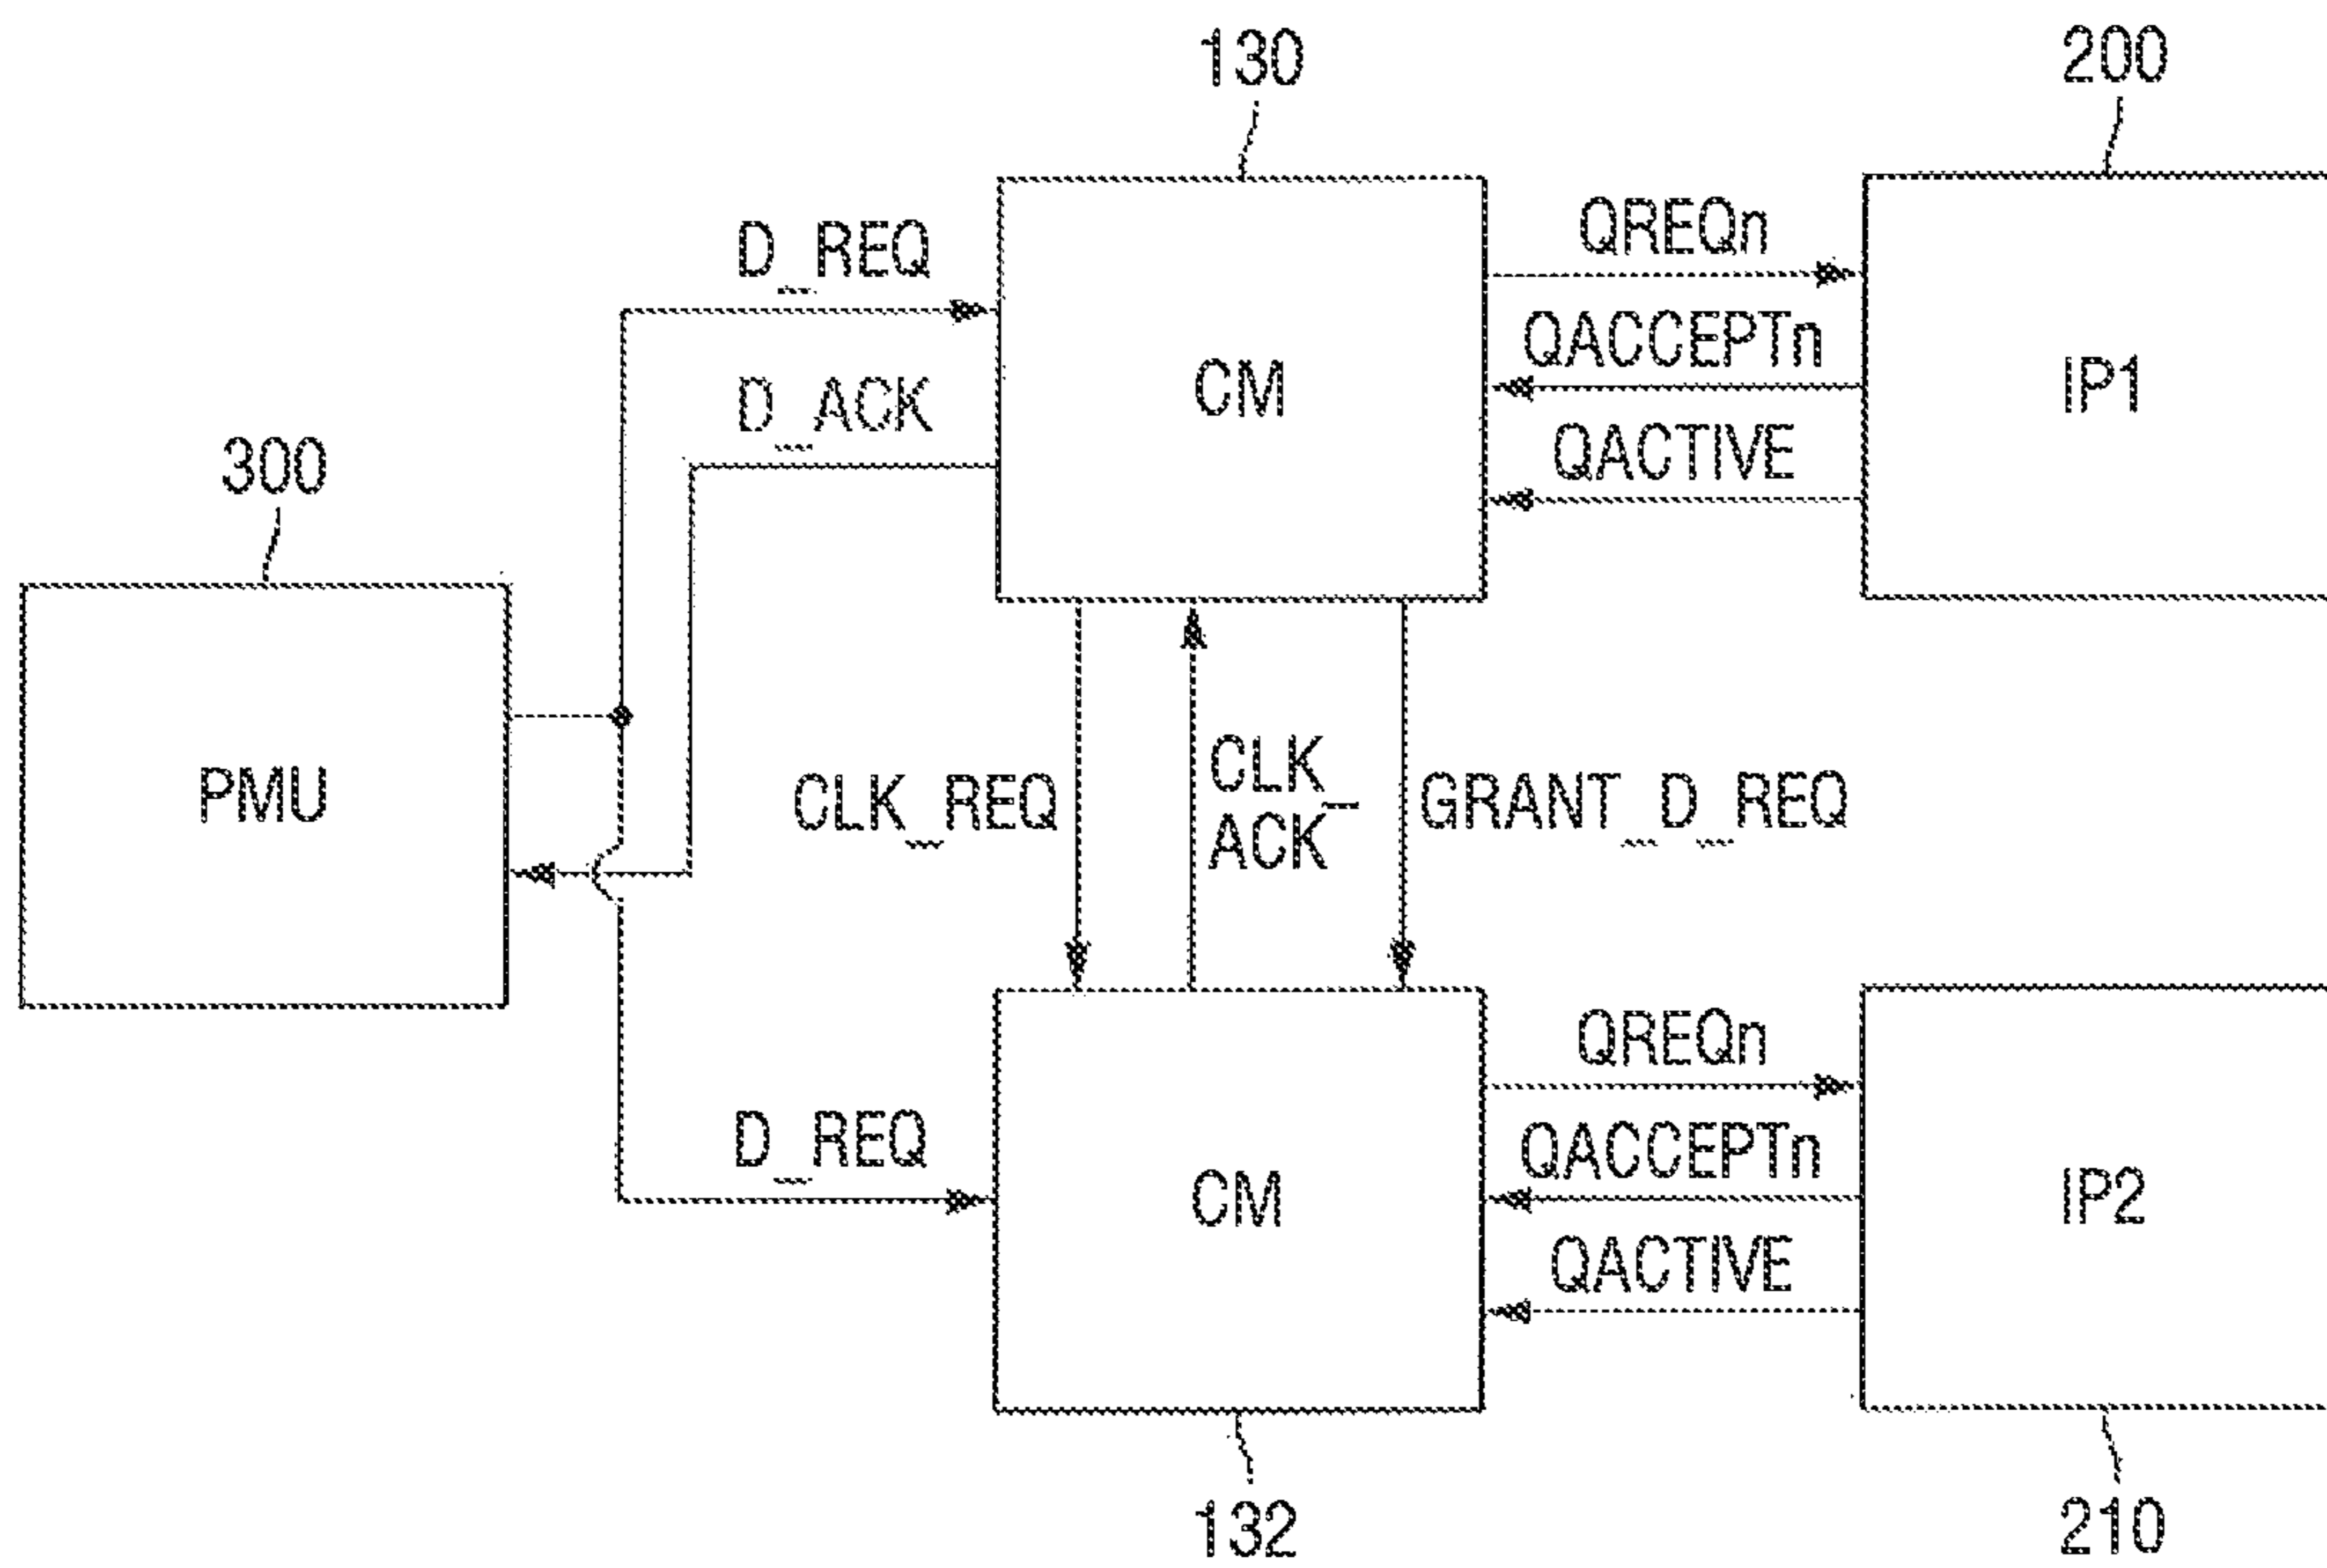 130
200
D_REQ
QREQn
QACCEPTn
CM
IP1
D_ACK
QACTIVE
300
PMU
CLK_REQ
CLK_
ACK
GRANT_D_REQ
QREQn
D_REQ
QACCEPTn
CM
IP2
QACTIVE
132
210